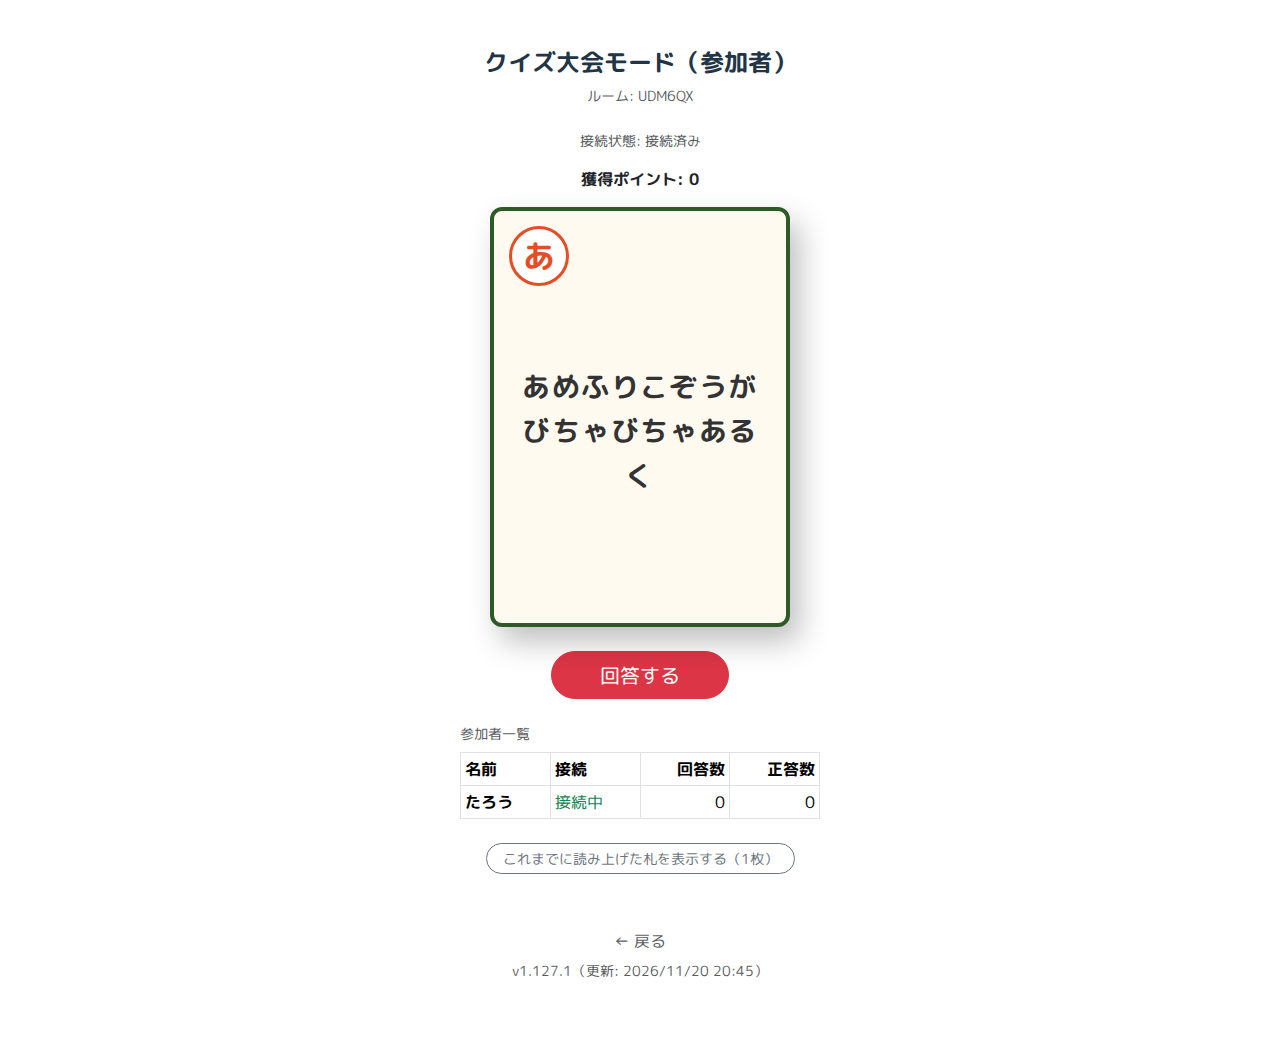 クイズ大会モード（参加者）
ルーム: UDM6QX
接続状態: 接続済み
獲得ポイント: 0
あ
あめふりこぞうが
びちゃびちゃある
く
回答する
参加者一覧
名前 接続 回答数 正答数
たろう 接続中 0 0
これまでに読み上げた札を表示する（1枚）
← 戻る
v1.127.1（更新: 2026/11/20 20:45）